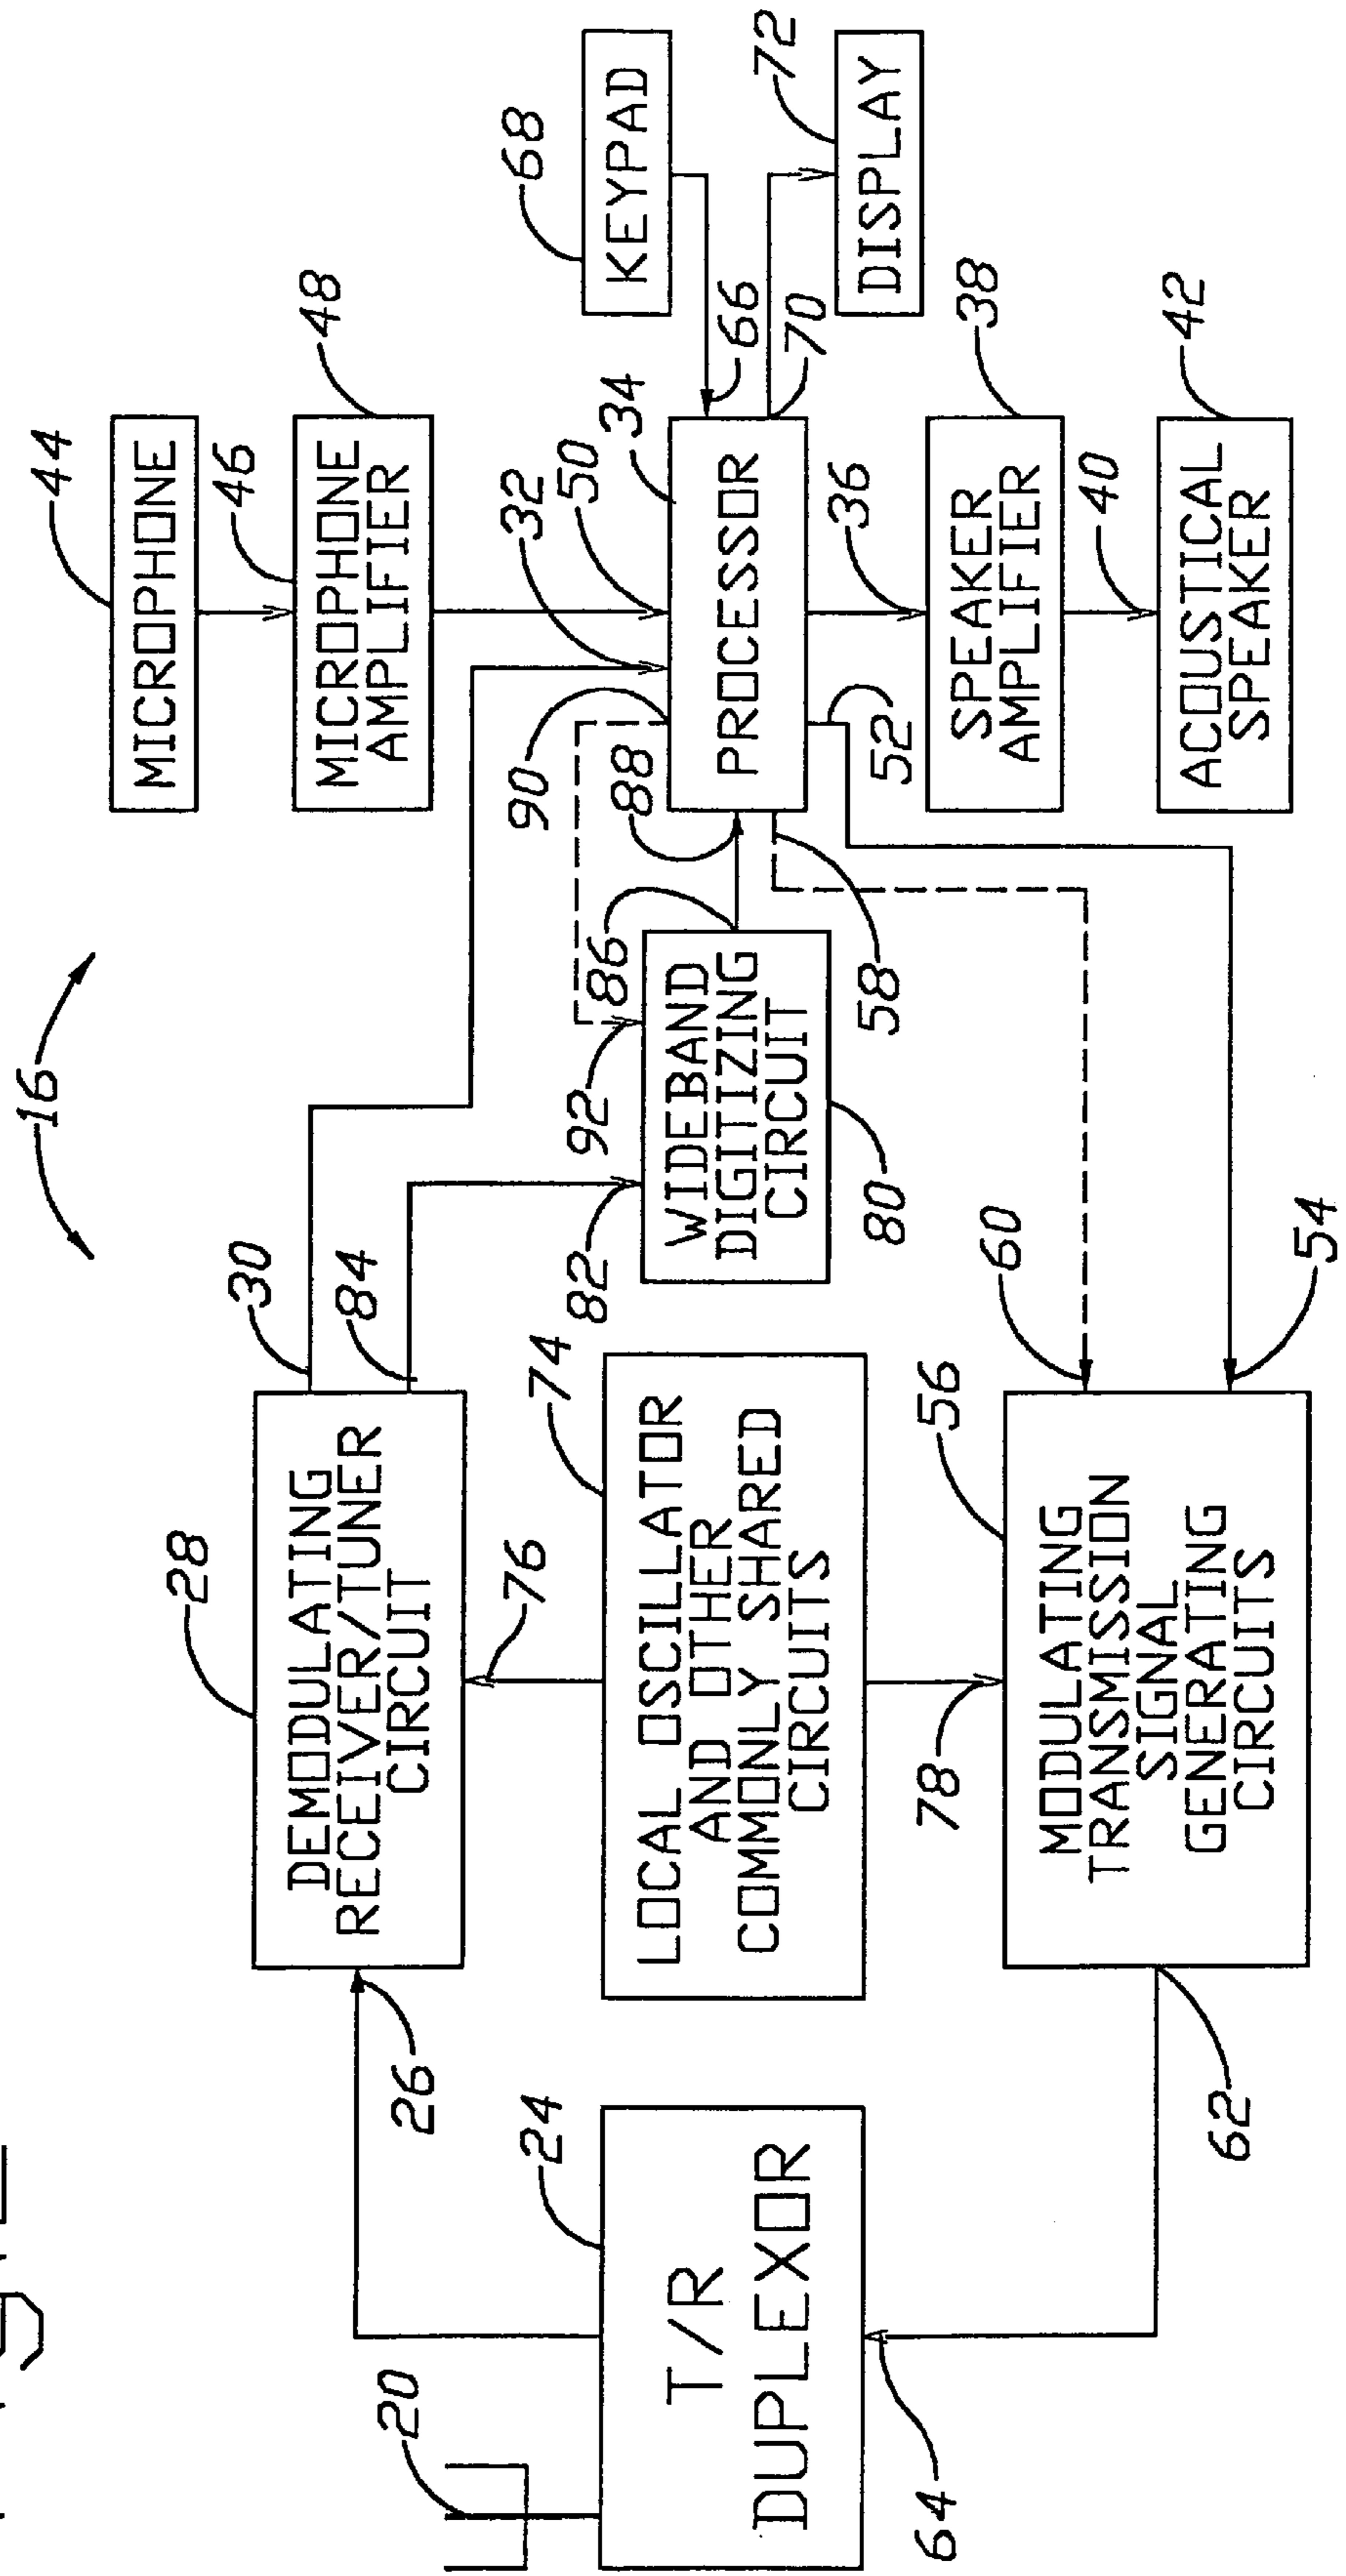 16
20
T/R
DUPLEXOR
24
64
26
28
DEMODULATING
RECEIVER/TUNER
CIRCUIT
30
84
76
74
LOCAL OSCILLATOR
AND OTHER
COMMONLY SHARED
CIRCUITS
78
56
MODULATING
TRANSMISSION
SIGNAL
GENERATING
CIRCUITS
62
60
54
82
92
86
WIDEBAND
DIGITIZING
CIRCUIT
80
58
90
88
44
MICROPHONE
46
MICROPHONE
AMPLIFIER
48
32
50
34
PROCESSOR
52
36
SPEAKER
AMPLIFIER
38
40
ACOUSTICAL
SPEAKER
42
68
KEYPAD
66
70
72
DISPLAY